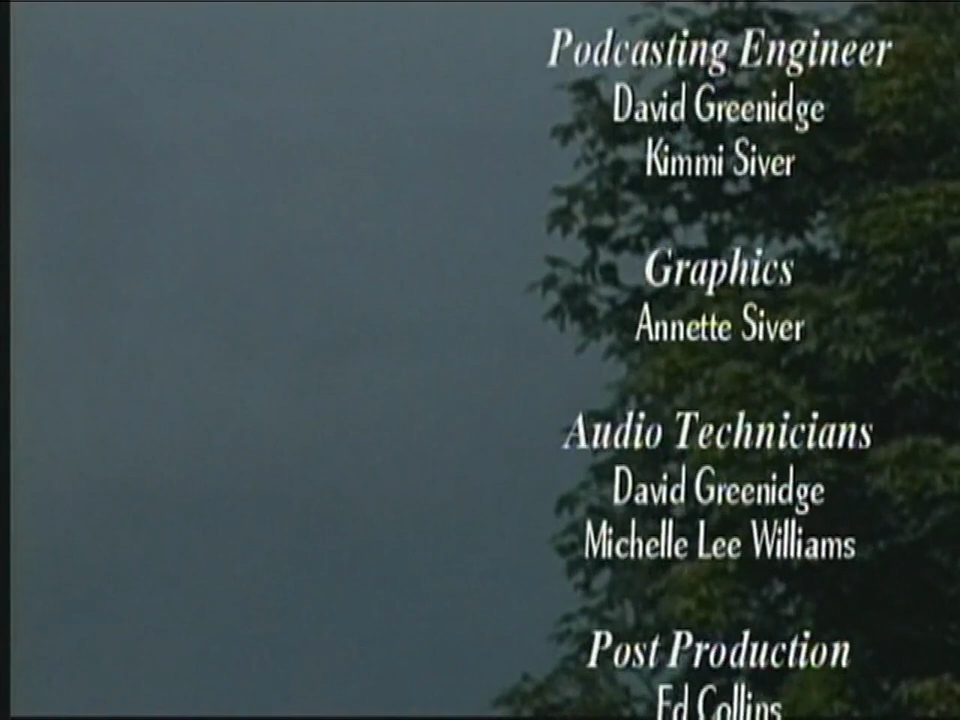 Podcasting Engineer
David Greenidge
Kimmi Siver
Graphics
Annette Siver
Audio Technicians
David Greenidge
Michelle Lee Williams
Post Production
Ed Collins